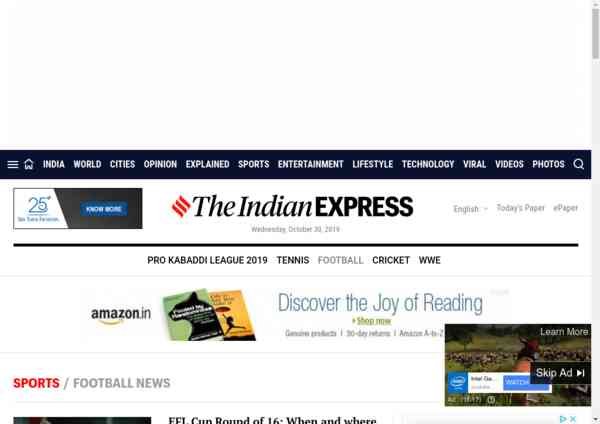 INDIA WORLD CITIES OPINION EXPLAINED SPORTS ENTERTAINMENT LIFESTYLE TECHNOLOGY VIRAL VIDEOS PHOTOS
25
KNOW MORE
The Indian EXPRESS
English
Today's Paper ePaper
Wednesday, October 30, 2019
PRO KABADDI LEAGUE 2019 TENNIS FOOTBALL CRICKET WWE
amazon.in
Fooled by Randomness
Discover the Joy of Reading
Shop now
Genuine products | 30-day returns | Amazon A-to-Z
Learn More
Skip Ad
Intel Ga...
WATCH
SPORTS / FOOTBALL NEWS
EFL Cup Round of 16: When and where